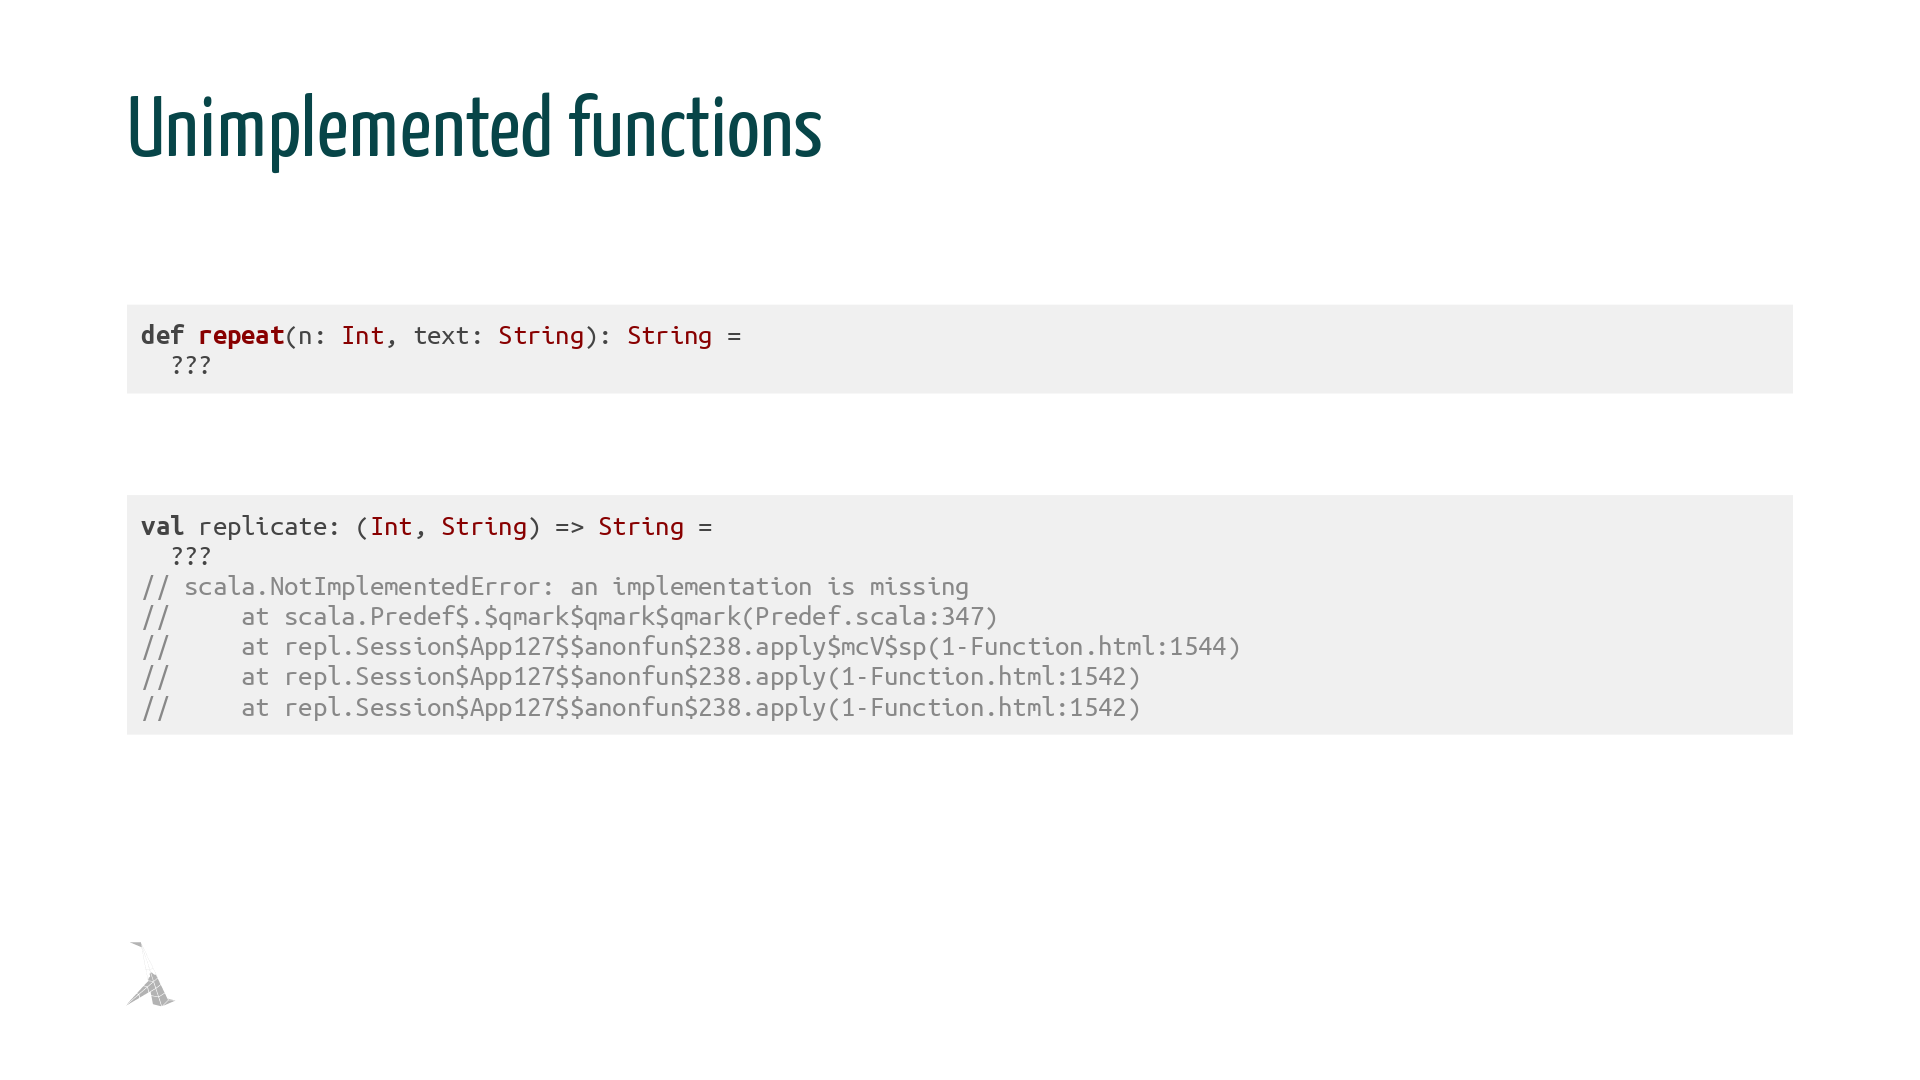 Unimplemented functions
def repeat(n: Int, text: String): String =
  ???
val replicate: (Int, String) => String =
  ???
// scala.NotImplementedError: an implementation is missing
//     at scala.Predef$.$qmark$qmark$qmark(Predef.scala:347)
//     at repl.Session$App127$$anonfun$238.apply$mcV$sp(1-Function.html:1544)
//     at repl.Session$App127$$anonfun$238.apply(1-Function.html:1542)
//     at repl.Session$App127$$anonfun$238.apply(1-Function.html:1542)